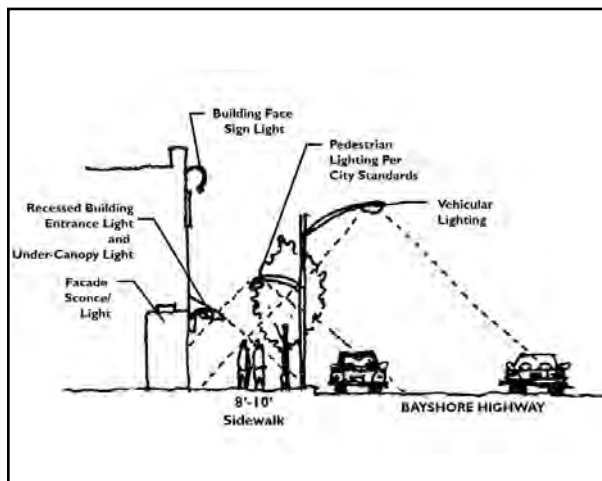 Building Face
Sign Light
Pedestrian
Lighting Per
City Standards
Recessed Building
Entrance Light
and
Under-Canopy Light
Vehicular
Lighting
Facade
Sconce/
Light
8'-10'
Sidewalk
BAYSHORE HIGHWAY